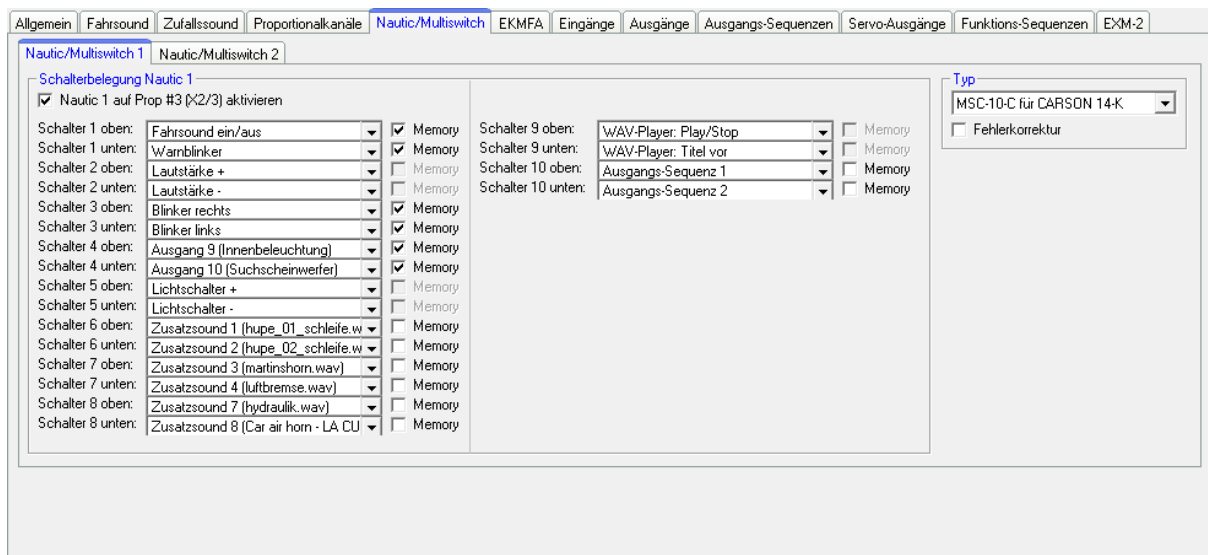 Allgemein Fahrsound Zufallssound Proportionalkanäle Nautic/Multiswitch EKMFA Eingänge Ausgänge Ausgangs-Sequenzen Servo-Ausgänge Funktions-Sequenzen EXM-2
Nautic/Multiswitch 1 Nautic/Multiswitch 2
Schalterbelegung Nautic 1
Nautic 1 auf Prop #3 (X2/3) aktivieren
Schalter 1 oben: Fahrsound ein/aus Memory
Schalter 1 unten: Warnblinker Memory
Schalter 2 oben: Lautstärke + Memory
Schalter 2 unten: Lautstärke - Memory
Schalter 3 oben: Blinker rechts Memory
Schalter 3 unten: Blinker links Memory
Schalter 4 oben: Ausgang 9 (Innenbeleuchtung) Memory
Schalter 4 unten: Ausgang 10 (Suchscheinwerfer) Memory
Schalter 5 oben: Lichtschalter + Memory
Schalter 5 unten: Lichtschalter - Memory
Schalter 6 oben: Zusatzsound 1 (hupe_01_schleife.w Memory
Schalter 6 unten: Zusatzsound 2 (hupe_02_schleife.w Memory
Schalter 7 oben: Zusatzsound 3 (martinshorn.wav) Memory
Schalter 7 unten: Zusatzsound 4 (luftbremse.wav) Memory
Schalter 8 oben: Zusatzsound 7 (hydraulik.wav) Memory
Schalter 8 unten: Zusatzsound 8 (Car air horn - LA CU Memory
Schalter 9 oben: WAV-Player: Play/Stop Memory
Schalter 9 unten: WAV-Player: Titel vor Memory
Schalter 10 oben: Ausgangs-Sequenz 1 Memory
Schalter 10 unten: Ausgangs-Sequenz 2 Memory
Typ
MSC-10-C für CARSON 14-K
Fehlerkorrektur